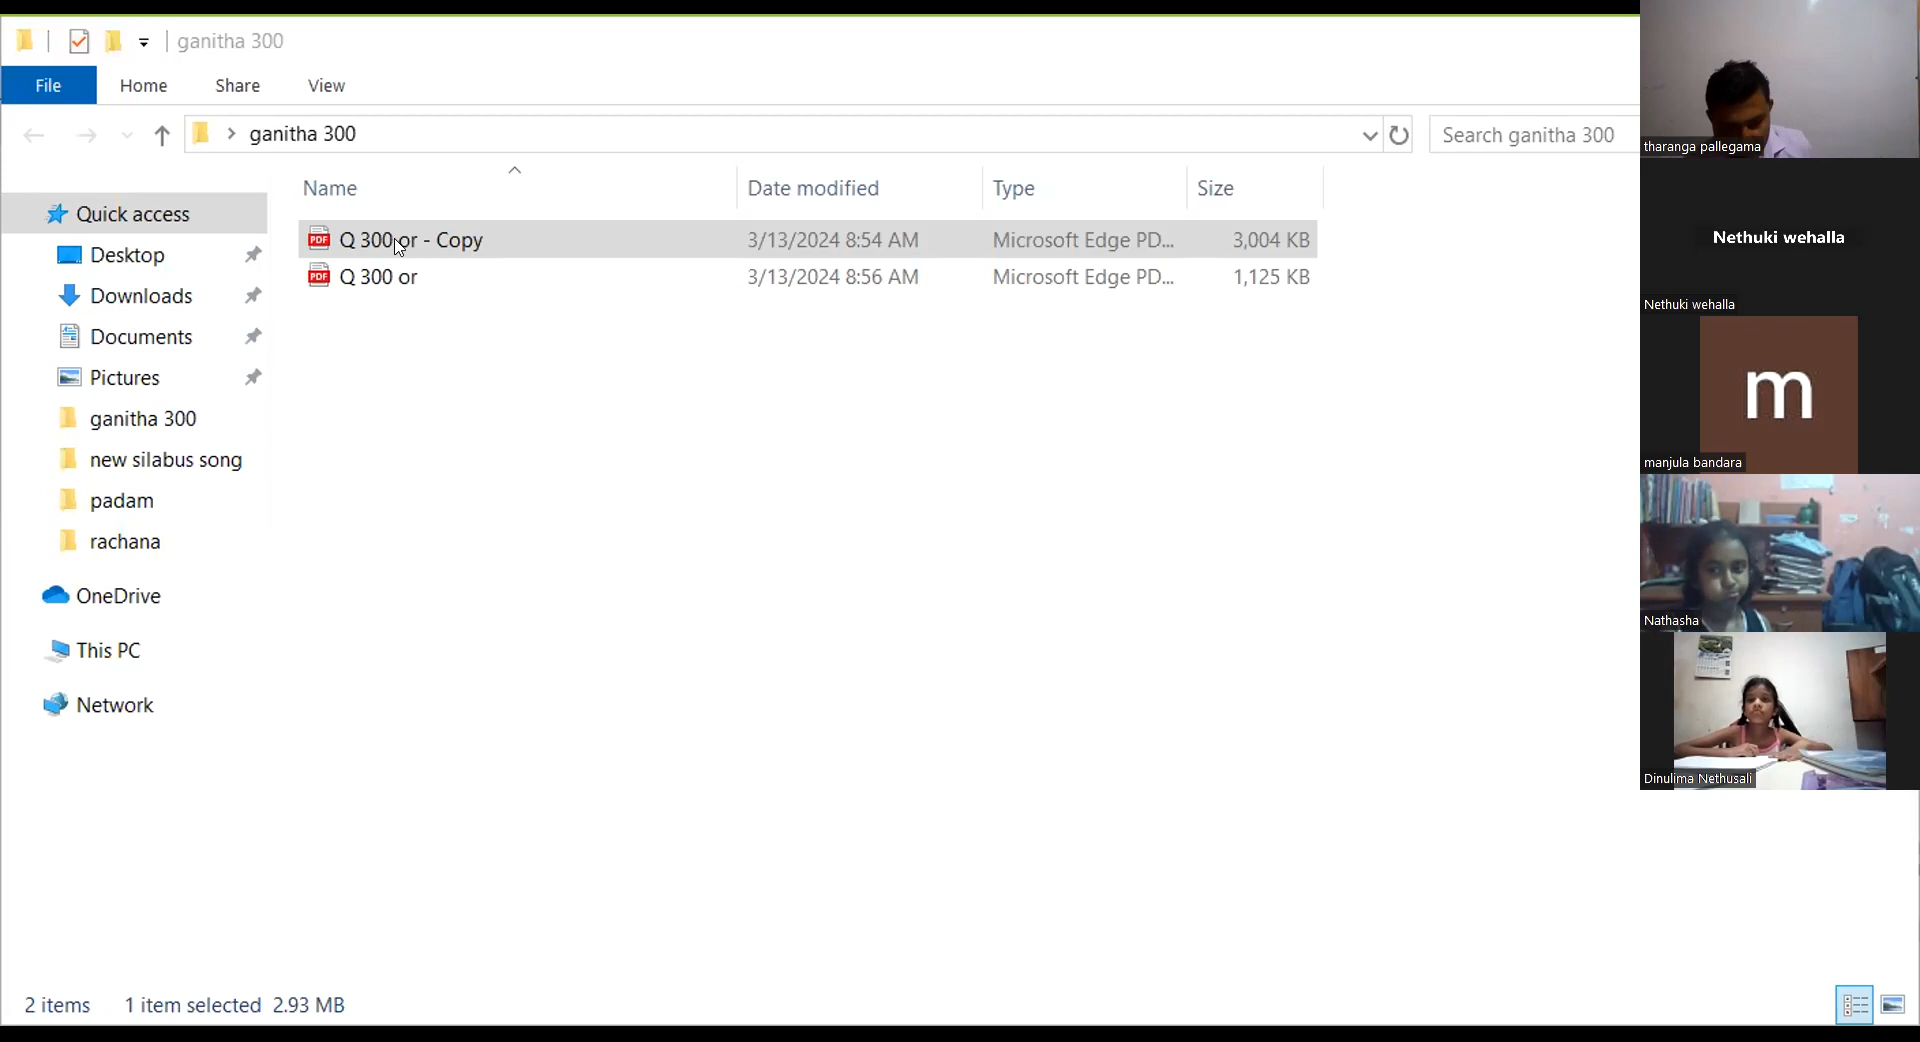 ganitha 300
File Home Share View
ganitha 300
Search ganitha 300
Name Date modified Type Size
Q 300 or - Copy 3/13/2024 8:54 AM Microsoft Edge PD... 3,004 KB
Q 300 or 3/13/2024 8:56 AM Microsoft Edge PD... 1,125 KB
Quick access
Desktop
Downloads
Documents
Pictures
ganitha 300
new silabus song
padam
rachana
OneDrive
This PC
Network
2 items 1 item selected 2.93 MB
tharanga pallegama
Nethuki wehalla
Nethuki wehalla
m
manjula bandara
Nathasha
Dinulima Nethusali